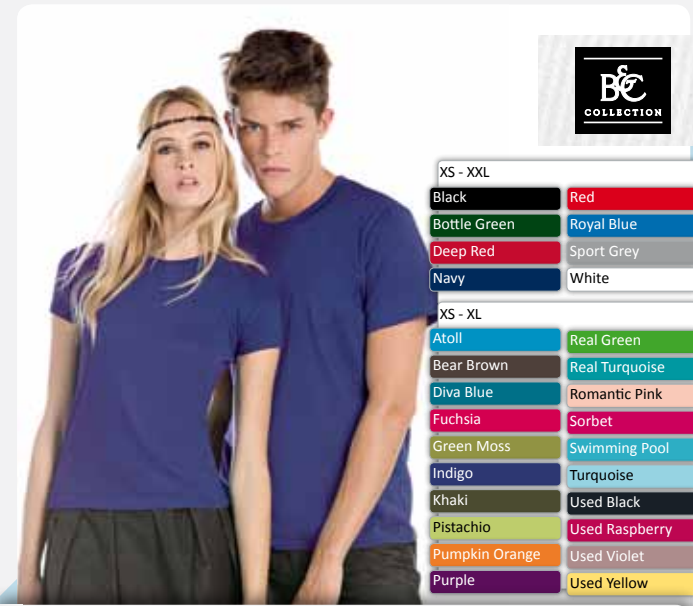 B&C
COLLECTION
XS - XXL
Black
Red
Bottle Green
Royal Blue
Deep Red
Sport Grey
Navy
White
XS - XL
Atoll
Real Green
Bear Brown
Real Turquoise
Diva Blue
Romantic Pink
Fuchsia
Sorbet
Green Moss
Swimming Pool
Indigo
Turquoise
Khaki
Used Black
Pistachio
Used Raspberry
Pumpkin Orange
Used Violet
Purple
Used Yellow